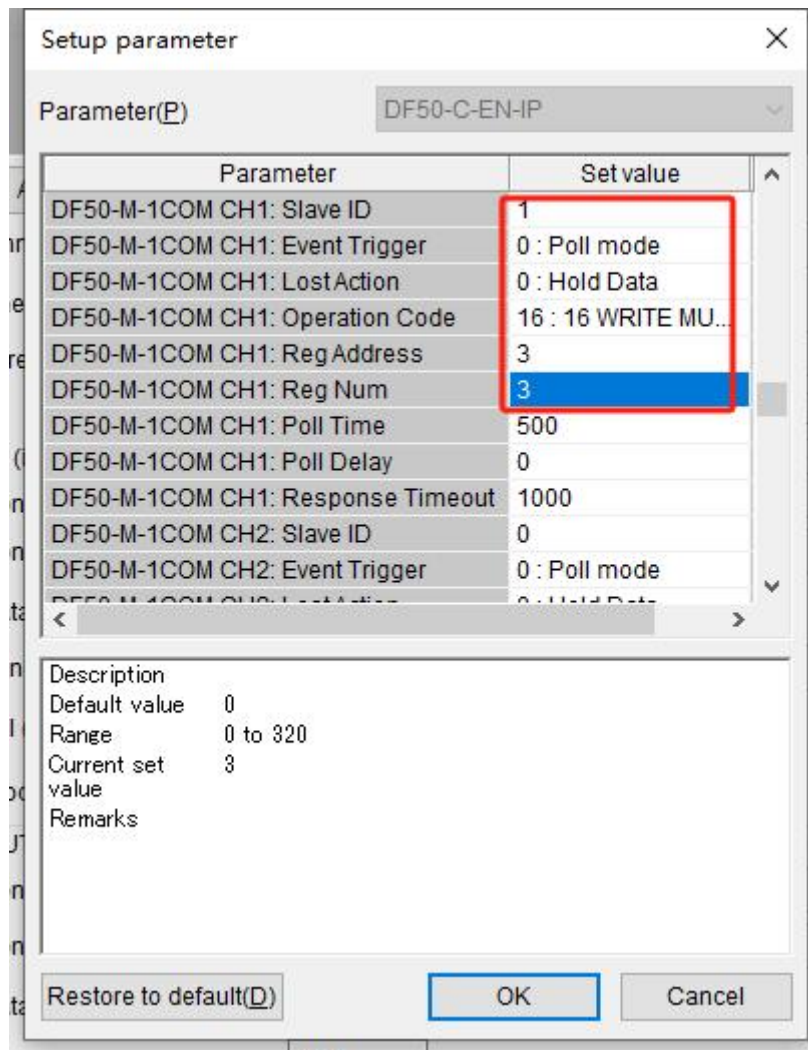 Setup parameter
Parameter(P) DF50-C-EN-IP
Parameter Set value
DF50-M-1COM CH1: Slave ID 1
DF50-M-1COM CH1: Event Trigger 0 : Poll mode
DF50-M-1COM CH1: Lost Action 0 : Hold Data
DF50-M-1COM CH1: Operation Code 16 : 16 WRITE MU...
DF50-M-1COM CH1: Reg Address 3
DF50-M-1COM CH1: Reg Num 3
DF50-M-1COM CH1: Poll Time 500
DF50-M-1COM CH1: Poll Delay 0
DF50-M-1COM CH1: Response Timeout 1000
DF50-M-1COM CH2: Slave ID 0
DF50-M-1COM CH2: Event Trigger 0 : Poll mode
Description
Default value 0
Range 0 to 320
Current set 3
value
Remarks
Restore to default(D) OK Cancel